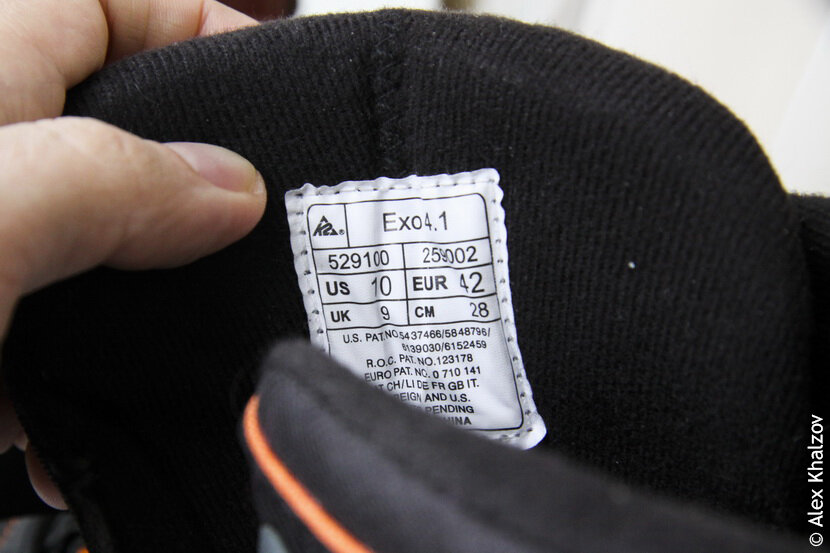 K2® Exo4.1
529100 259002
US 10 EUR 42
UK 9 CM 28
U.S. PAT.NO.5437466/5848796/
6139030/6152459
R.O.C. PAT.NO.123178
EURO PAT. NO. 0 710 141
CH/LI DE FR GB IT.
AND U.S.
PENDING
© Alex Khalzov